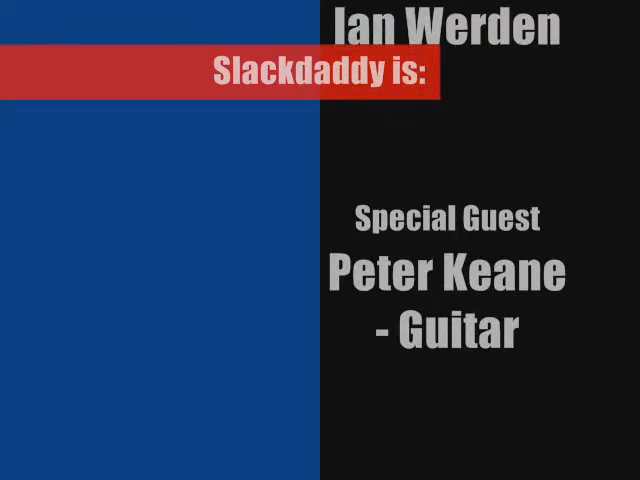 Ian Werden
Slackdaddy is:
Special Guest
Peter Keane
- Guitar